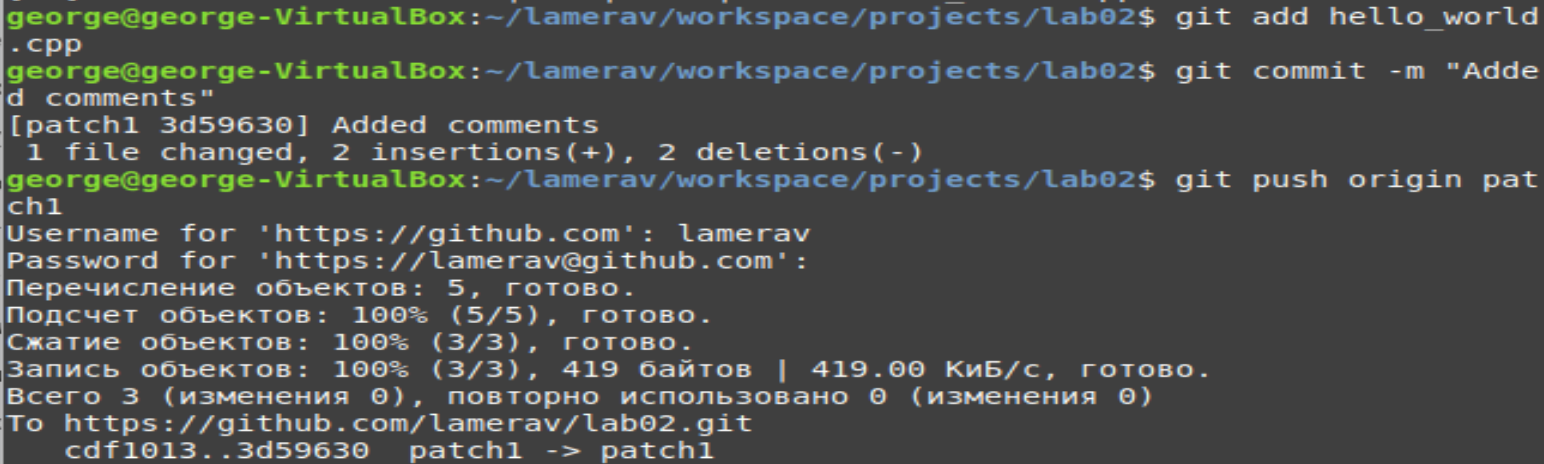 george@george-VirtualBox:~/lamerav/workspace/projects/lab02$ git add hello_world
.cpp
george@george-VirtualBox:~/lamerav/workspace/projects/lab02$ git commit -m "Adde
d comments"
[patch1 3d59630] Added comments
 1 file changed, 2 insertions(+), 2 deletions(-)
george@george-VirtualBox:~/lamerav/workspace/projects/lab02$ git push origin pat
ch1
Username for 'https://github.com': lamerav
Password for 'https://lamerav@github.com':
Перечисление объектов: 5, готово.
Подсчет объектов: 100% (5/5), готово.
Сжатие объектов: 100% (3/3), готово.
Запись объектов: 100% (3/3), 419 байтов | 419.00 КиБ/с, готово.
Всего 3 (изменения 0), повторно использовано 0 (изменения 0)
To https://github.com/lamerav/lab02.git
   cdf1013..3d59630  patch1 -> patch1